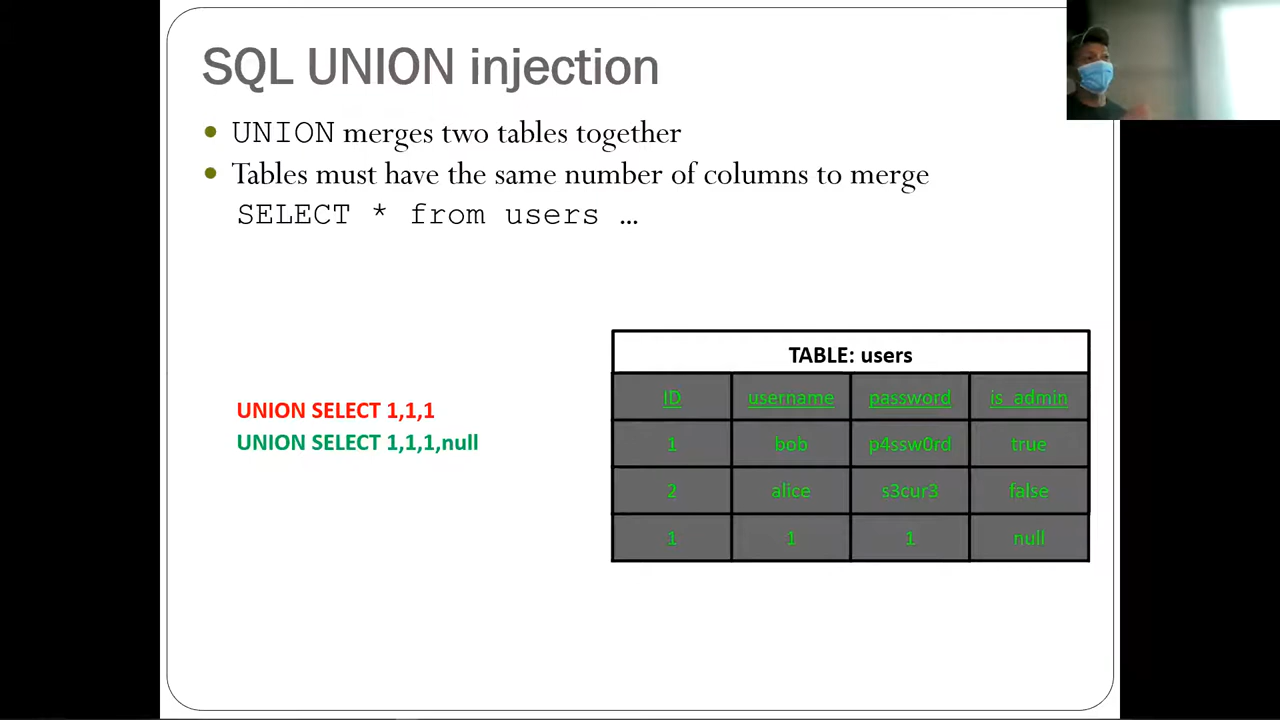 SQL UNION injection
• UNION merges two tables together
• Tables must have the same number of columns to merge
SELECT * from users …
UNION SELECT 1,1,1
UNION SELECT 1,1,1,null
TABLE: users
ID username password is_admin
1 bob p4ssw0rd true
2 alice s3cur3 false
1 1 1 null